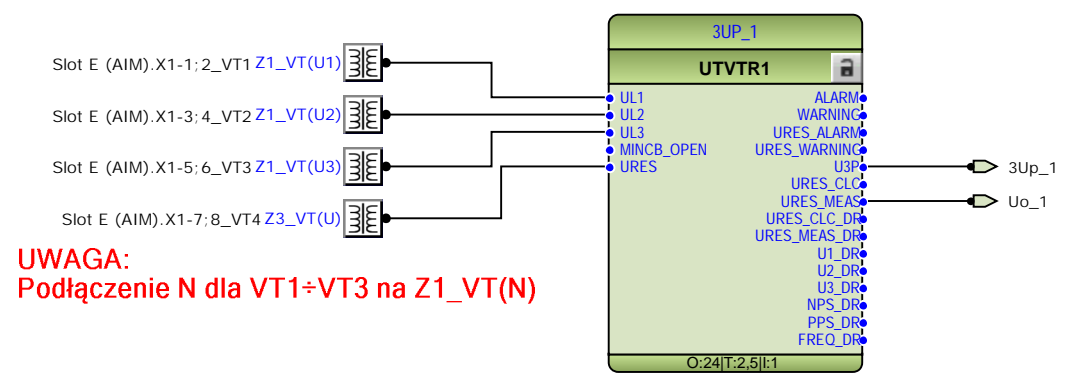 3UP_1
UTVTR1
Slot E (AIM).X1-1;2_VT1 Z1_VT(U1)
Slot E (AIM).X1-3;4_VT2 Z1_VT(U2)
Slot E (AIM).X1-5;6_VT3 Z1_VT(U3)
Slot E (AIM).X1-7;8_VT4 Z3_VT(U)
UWAGA:
Podłączenie N dla VT1÷VT3 na Z1_VT(N)
UL1
UL2
UL3
MINCB_OPEN
URES
ALARM
WARNING
URES_ALARM
URES_WARNING
U3P
URES_CLC
URES_MEAS
URES_CLC_DR
URES_MEAS_DR
U1_DR
U2_DR
U3_DR
NPS_DR
PPS_DR
FREQ_DR
O:24|T:2,5|I:1
3Up_1
Uo_1